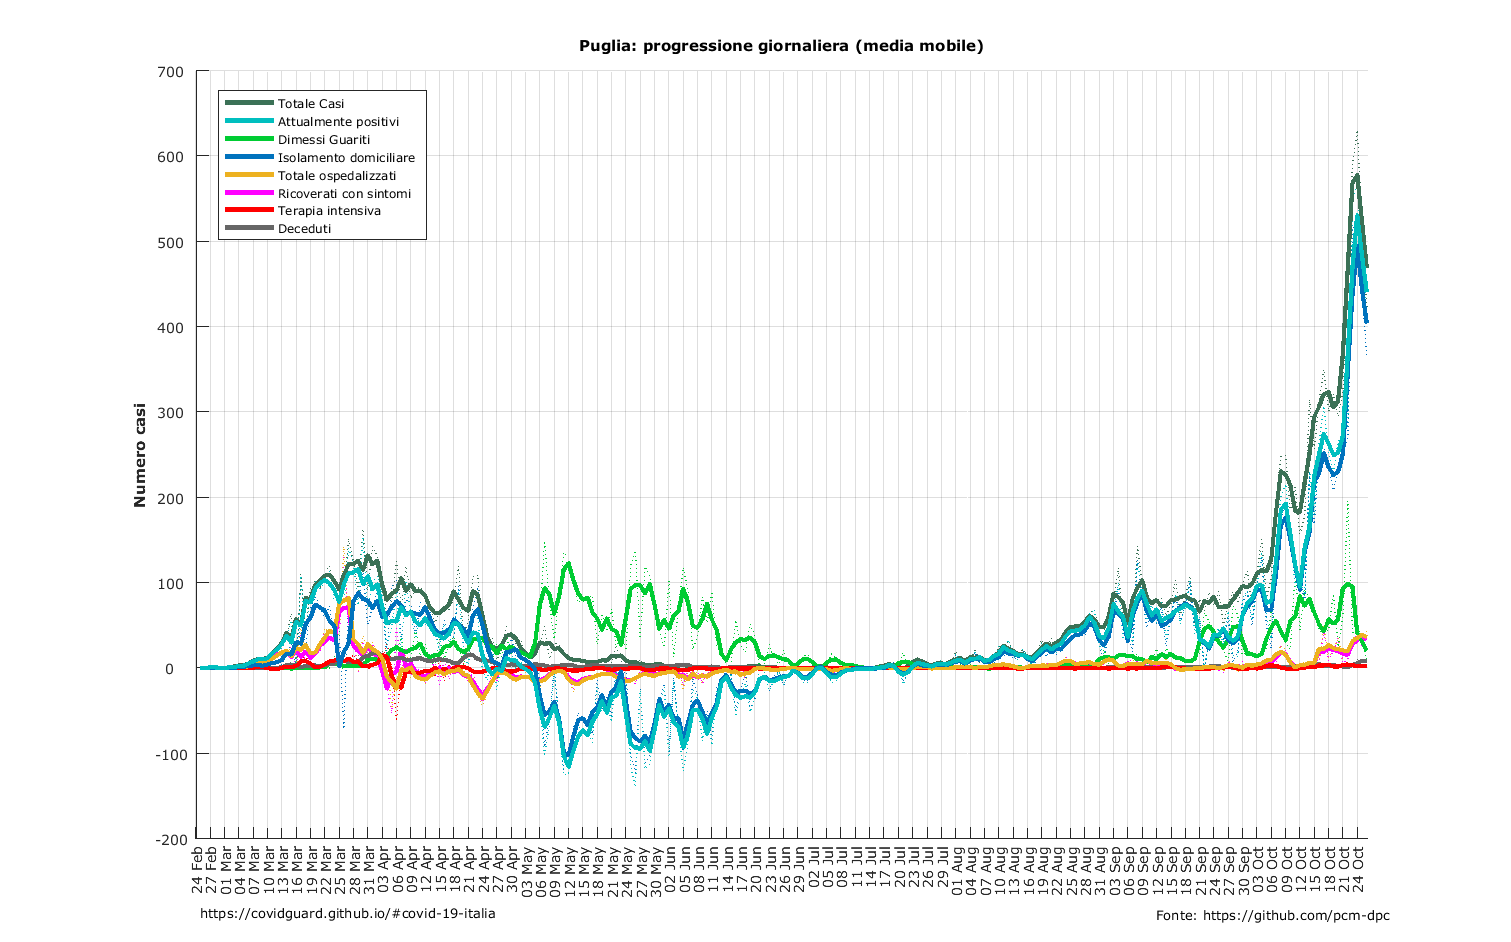 Puglia: progressione giornaliera (media mobile)
700
600
500
400
300
200
100
0
-100
-200
Numero casi
Totale Casi
Attualmente positivi
Dimessi Guariti
Isolamento domiciliare
Totale ospedalizzati
Ricoverati con sintomi
Terapia intensiva
Deceduti
24 Feb
27 Feb
01 Mar
04 Mar
07 Mar
10 Mar
13 Mar
16 Mar
19 Mar
22 Mar
25 Mar
28 Mar
31 Mar
03 Apr
06 Apr
09 Apr
12 Apr
15 Apr
18 Apr
21 Apr
24 Apr
27 Apr
30 Apr
03 May
06 May
09 May
12 May
15 May
18 May
21 May
24 May
27 May
30 May
02 Jun
05 Jun
08 Jun
11 Jun
14 Jun
17 Jun
20 Jun
23 Jun
26 Jun
29 Jun
02 Jul
05 Jul
08 Jul
11 Jul
14 Jul
17 Jul
20 Jul
23 Jul
26 Jul
29 Jul
01 Aug
04 Aug
07 Aug
10 Aug
13 Aug
16 Aug
19 Aug
22 Aug
25 Aug
28 Aug
31 Aug
03 Sep
06 Sep
09 Sep
12 Sep
15 Sep
18 Sep
21 Sep
24 Sep
27 Sep
30 Sep
03 Oct
06 Oct
09 Oct
12 Oct
15 Oct
18 Oct
21 Oct
24 Oct
https://covidguard.github.io/#covid-19-italia
Fonte: https://github.com/pcm-dpc